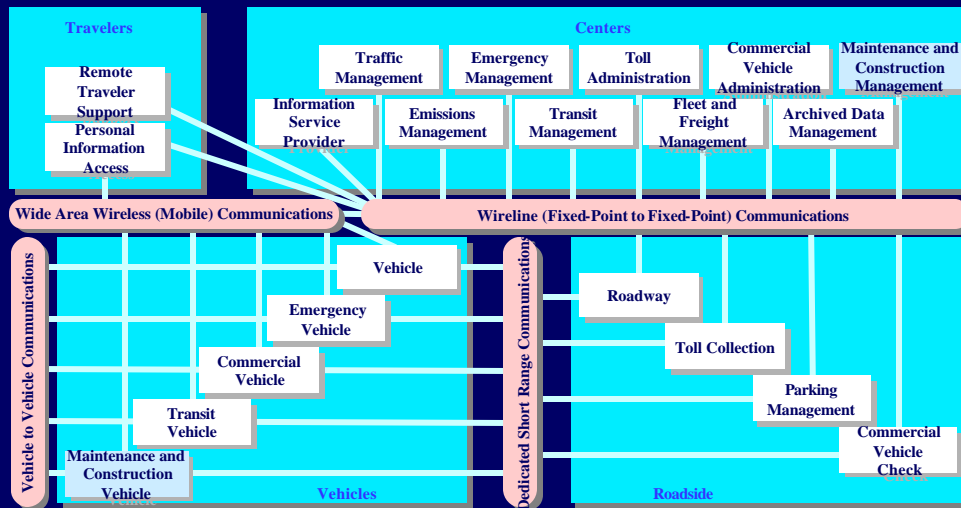 Travelers
Remote
Traveler
Support
Personal
Information
Access
Centers
Traffic
Management
Emergency
Management
Toll
Administration
Commercial
Vehicle
Administration
Maintenance and
Construction
Management
Information
Service
Provider
Emissions
Management
Transit
Management
Fleet and
Freight
Management
Archived Data
Management
Wide Area Wireless (Mobile) Communications
Wireline (Fixed-Point to Fixed-Point) Communications
Vehicle to Vehicle Communications
Vehicle
Emergency
Vehicle
Commercial
Vehicle
Transit
Vehicle
Maintenance and
Construction
Vehicle
Vehicles
Dedicated Short Range Communications
Roadway
Toll Collection
Parking
Management
Commercial
Vehicle
Check
Roadside